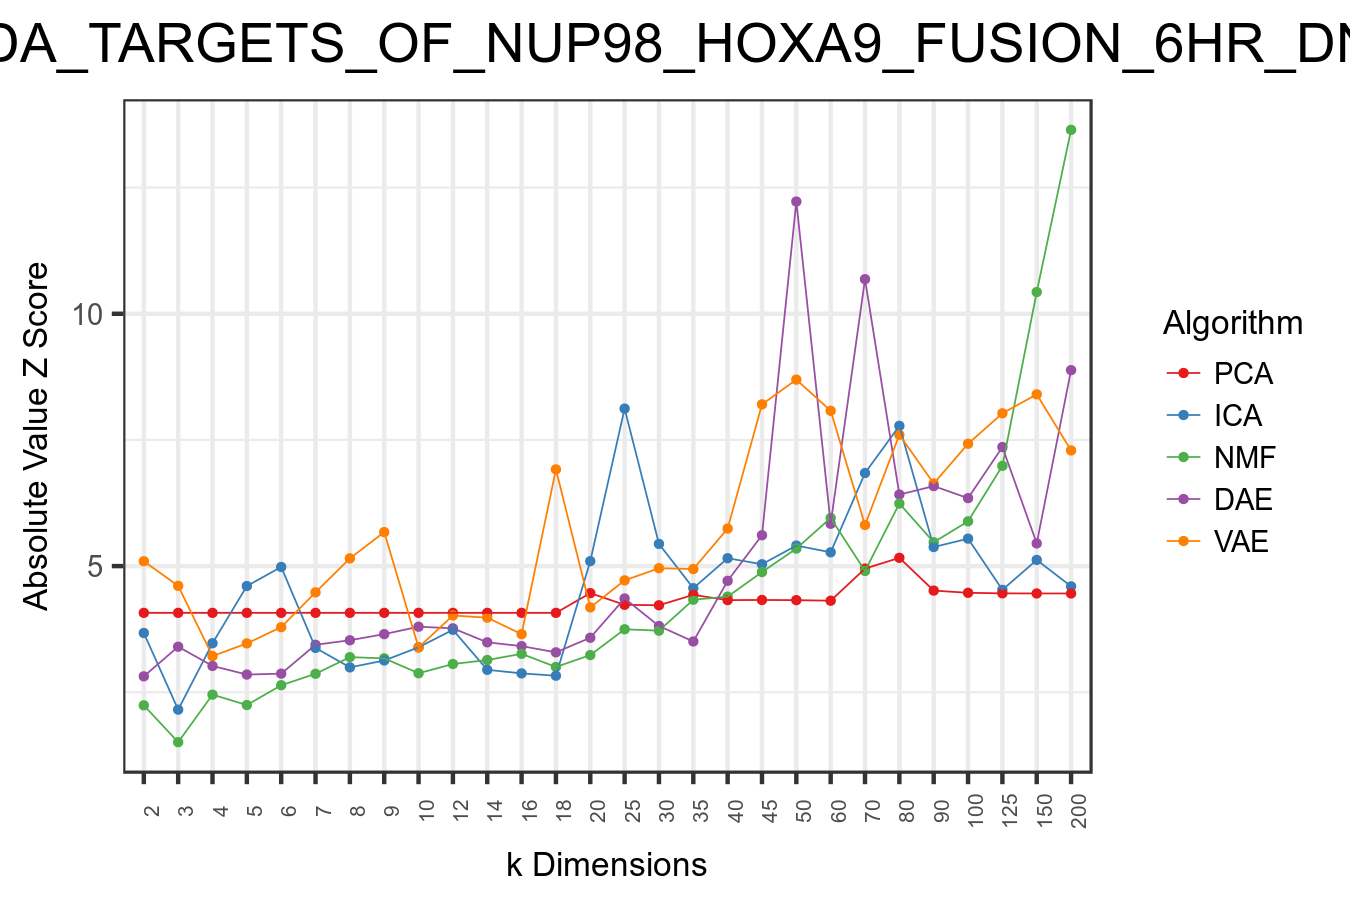 DA_TARGETS_OF_NUP98_HOXA9_FUSION_6HR_DN
Absolute Value Z Score
10
5
2 3 4 5 6 7 8 9 10 12 14 16 18 20 25 30 35 40 45 50 60 70 80 90 100 125 150 200
k Dimensions
Algorithm
PCA
ICA
NMF
DAE
VAE